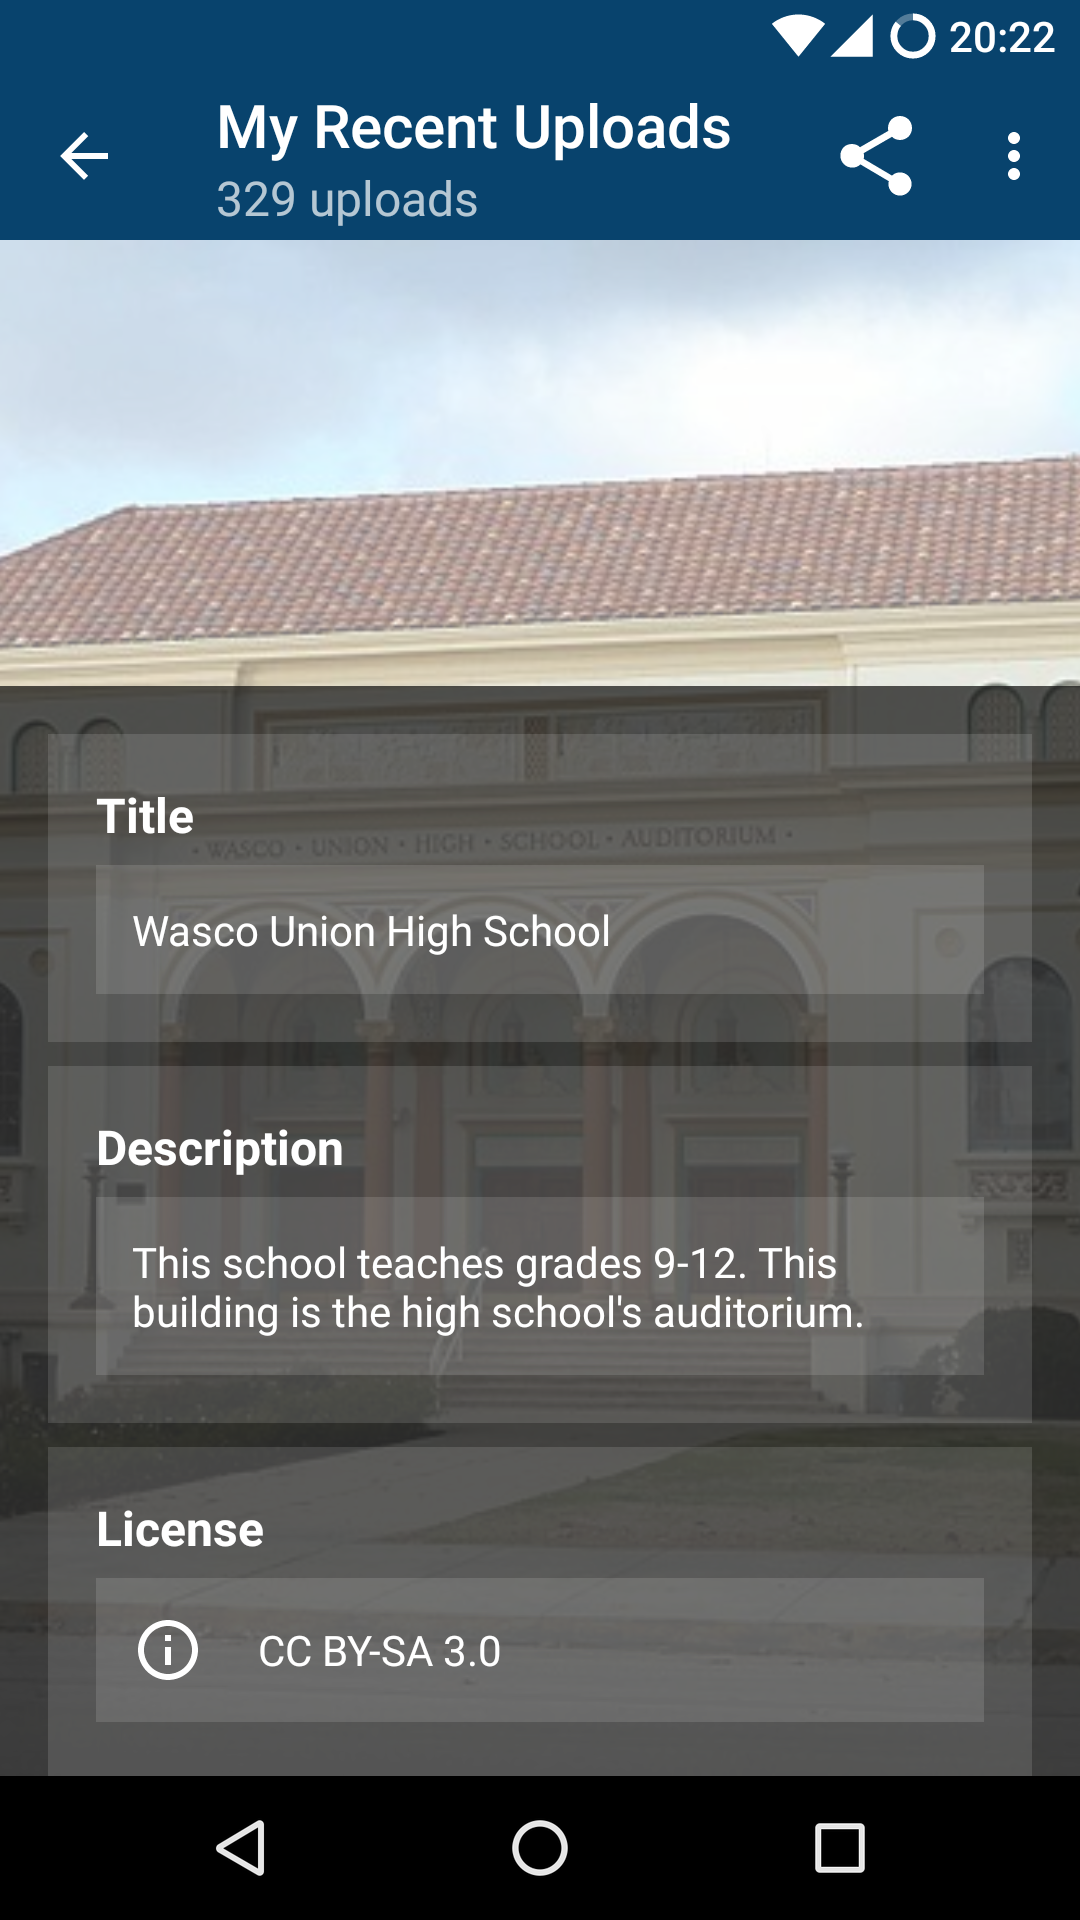 20:22
My Recent Uploads
329 uploads
Title
· WASCO · UNION · HIGH · SCHOOL · AUDITORIUM ·
Wasco Union High School
Description
This school teaches grades 9-12. This
building is the high school's auditorium.
License
CC BY-SA 3.0